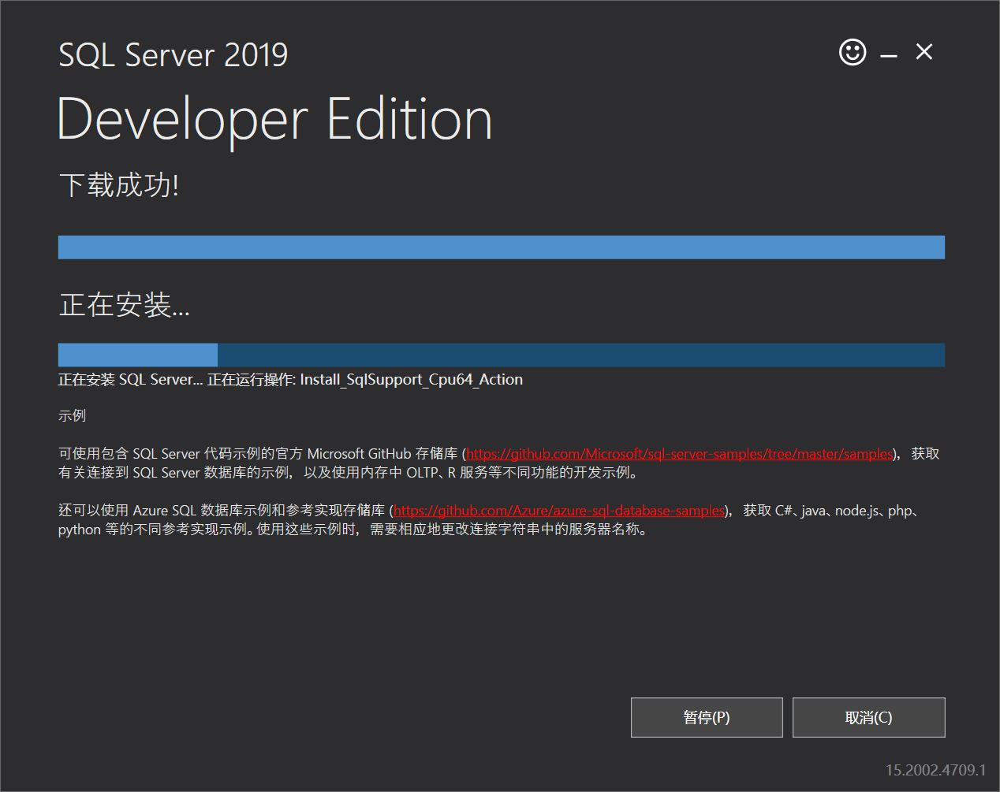 SQL Server 2019
Developer Edition
下载成功!
正在安装...
正在安装 SQL Server... 正在运行操作: Install_SqlSupport_Cpu64_Action
示例
可使用包含 SQL Server 代码示例的官方 Microsoft GitHub 存储库 (https://github.com/Microsoft/sql-server-samples/tree/master/samples)，获取
有关连接到 SQL Server 数据库的示例，以及使用内存中 OLTP、R 服务等不同功能的开发示例。
还可以使用 Azure SQL 数据库示例和参考实现存储库 (https://github.com/Azure/azure-sql-database-samples)，获取 C#、java、node.js、php、
python 等的不同参考实现示例。使用这些示例时，需要相应地更改连接字符串中的服务器名称。
暂停(P)
取消(C)
15.2002.4709.1